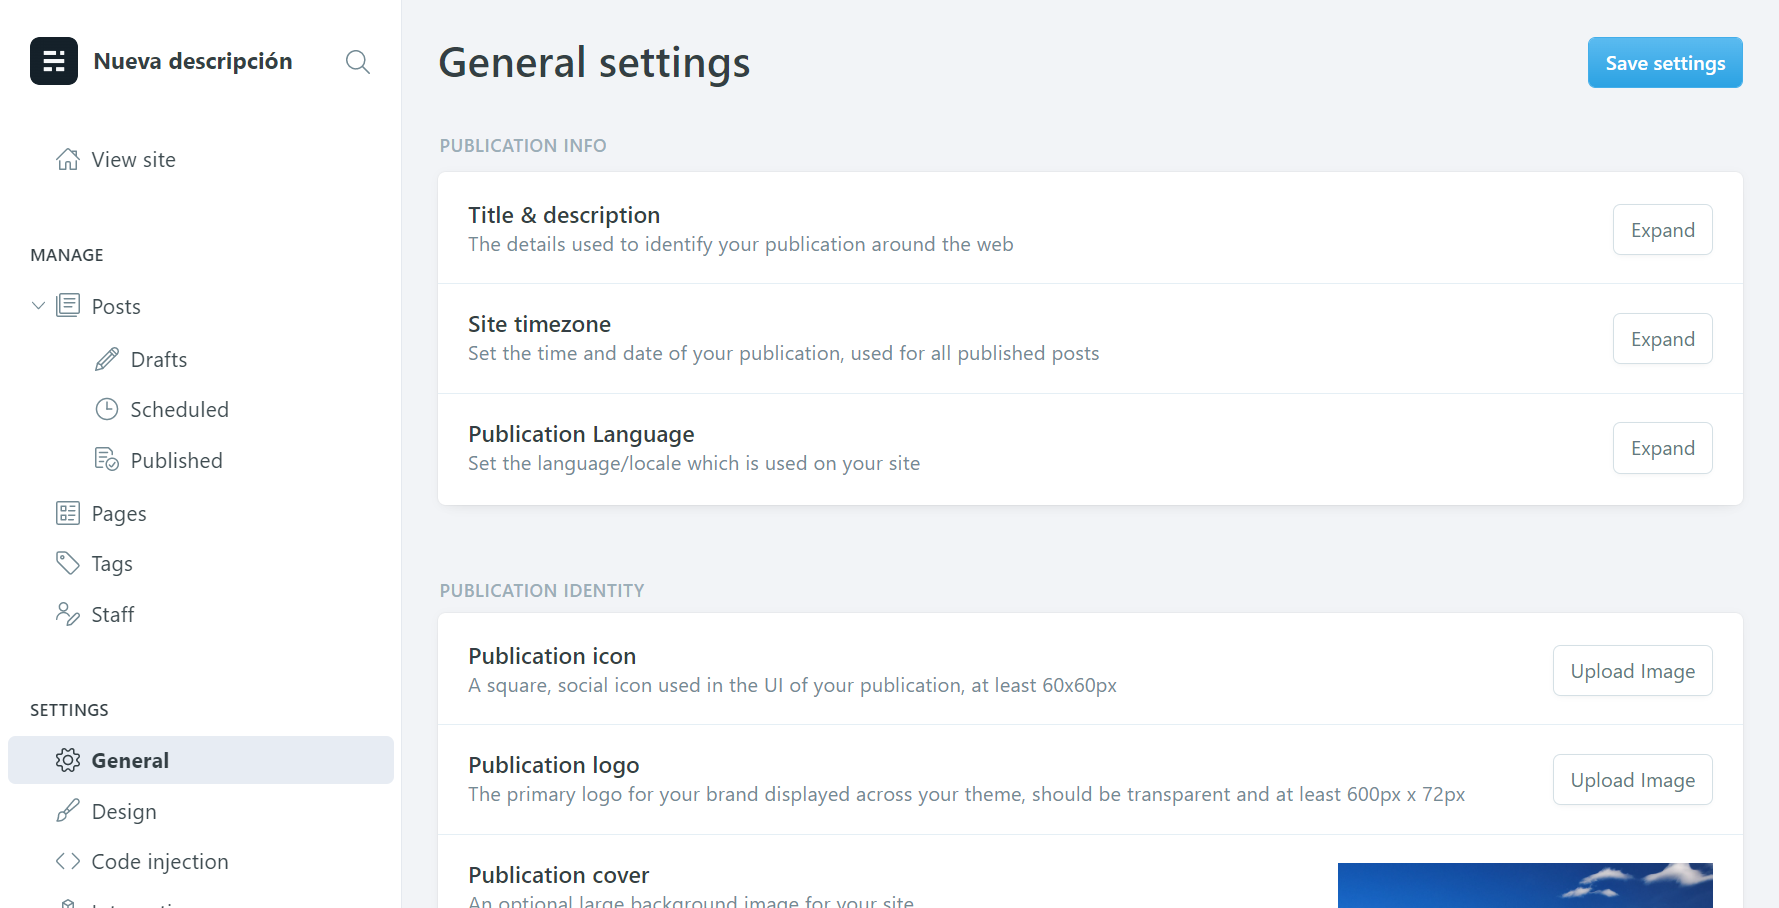 Nueva descripción
View site
MANAGE
Posts
Drafts
Scheduled
Published
Pages
Tags
Staff
SETTINGS
General
Design
Code injection
General settings
Save settings
PUBLICATION INFO
Title & description
The details used to identify your publication around the web
Expand
Site timezone
Set the time and date of your publication, used for all published posts
Expand
Publication Language
Set the language/locale which is used on your site
Expand
PUBLICATION IDENTITY
Publication icon
A square, social icon used in the UI of your publication, at least 60x60px
Upload Image
Publication logo
The primary logo for your brand displayed across your theme, should be transparent and at least 600px x 72px
Upload Image
Publication cover
An optional large background image for your site